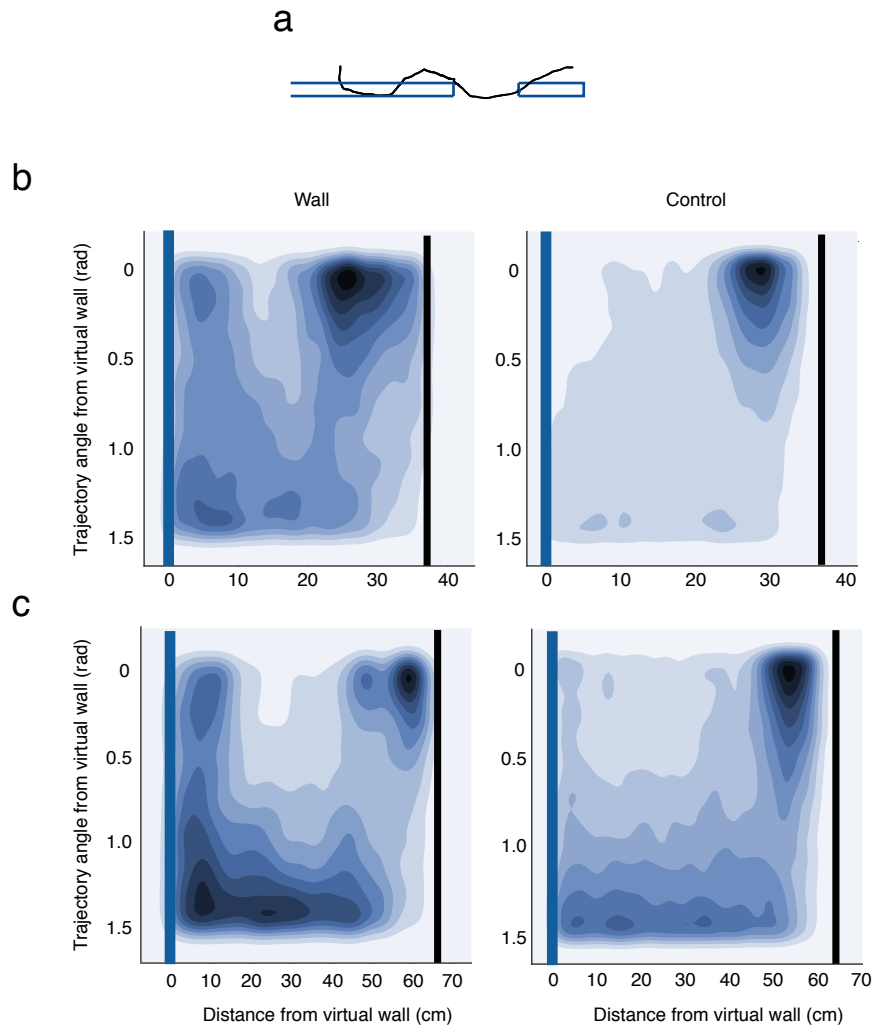 a
b
Wall
Control
Trajectory angle from virtual wall (rad)
0
0.5
1.0
1.5
0 10 20 30 40
0
0.5
1.0
1.5
0 10 20 30 40
c
Trajectory angle from virtual wall (rad)
0
0.5
1.0
1.5
0 10 20 30 40 50 60 70
Distance from virtual wall (cm)
0
0.5
1.0
1.5
0 10 20 30 40 50 60 70
Distance from virtual wall (cm)